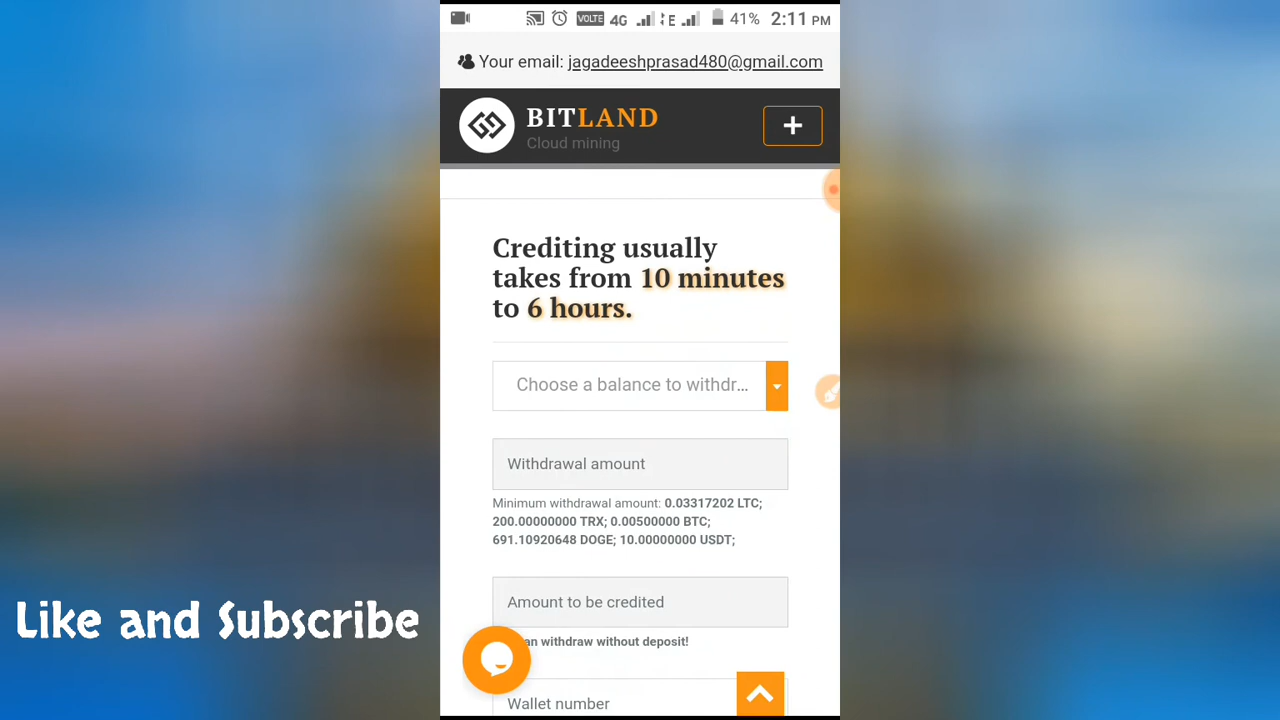 VOLTE 4G E 41% 2:11 PM
Your email: jagadeeshprasad480@gmail.com
BITLAND
Cloud mining
+
Crediting usually
takes from 10 minutes
to 6 hours.
Choose a balance to withdr...
Withdrawal amount
Minimum withdrawal amount: 0.03317202 LTC;
200.00000000 TRX; 0.00500000 BTC;
691.10920648 DOGE; 10.00000000 USDT;
Amount to be credited
an withdraw without deposit!
Wallet number
Like and Subscribe